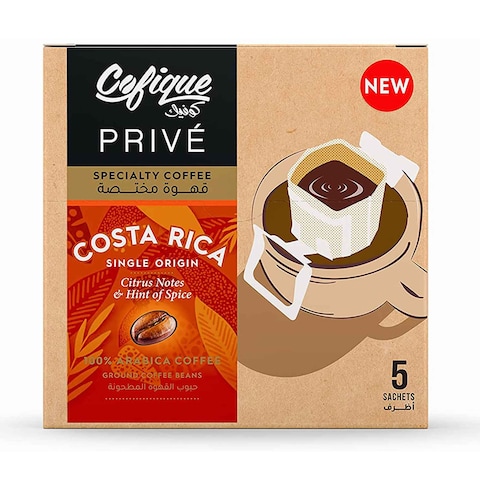 Cofique
كوفيك
PRIVÉ
SPECIALTY COFFEE
قهوة مختصة
COSTA RICA
SINGLE ORIGIN
Citrus Notes
& Hint of Spice
100% ARABICA COFFEE
GROUND COFFEE BEANS
حبوب القهوة المطحونة
NEW
5
SACHETS
أظرف